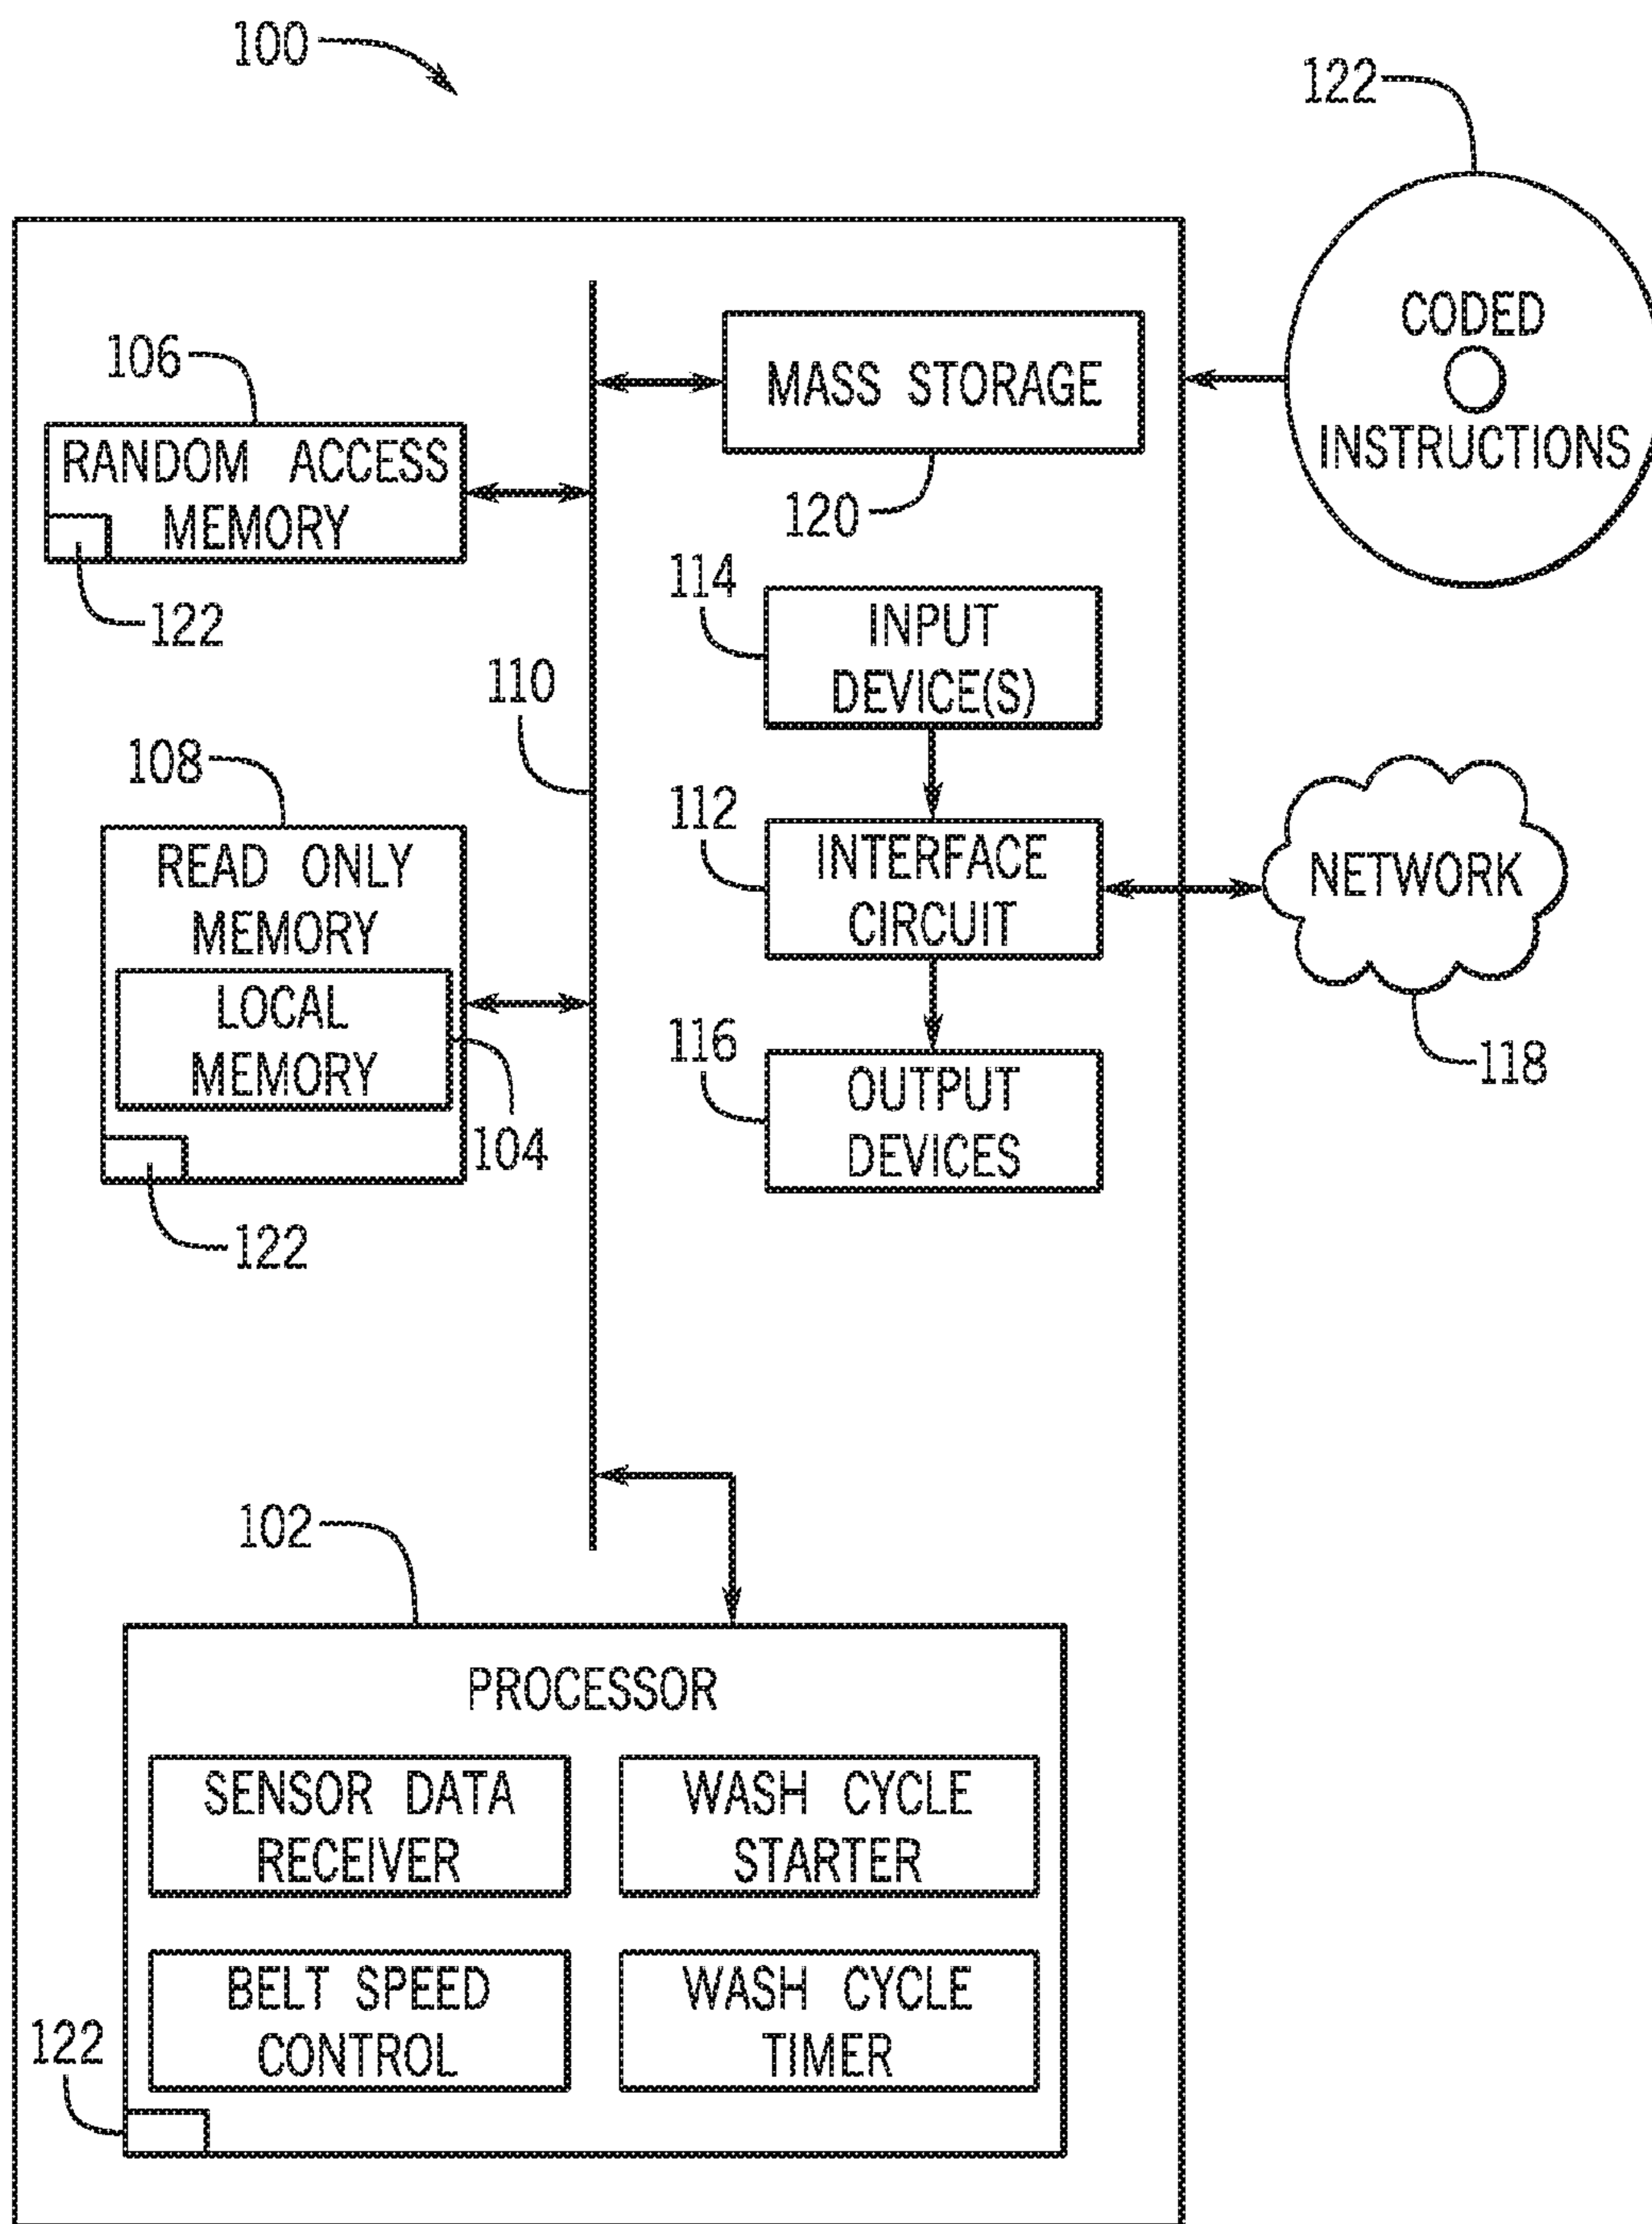 100
122
CODED
INSTRUCTIONS
MASS STORAGE
120
106
RANDOM ACCESS
MEMORY
122
114
INPUT
DEVICE(S)
110
108
READ ONLY
MEMORY
LOCAL
MEMORY
104
122
112
INTERFACE
CIRCUIT
NETWORK
118
116
OUTPUT
DEVICES
102
PROCESSOR
SENSOR DATA
RECEIVER
WASH CYCLE
STARTER
BELT SPEED
CONTROL
WASH CYCLE
TIMER
122